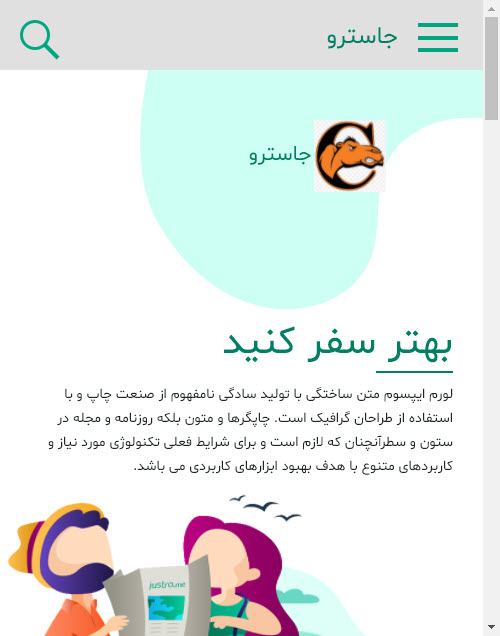 جاسترو
جاسترو
بهتر سفر کنید
لورم ایپسوم متن ساختگی با تولید سادگی نامفهوم از صنعت چاپ و با
استفاده از طراحان گرافیک است. چاپگرها و متون بلکه روزنامه و مجله در
ستون و سطرآنچنان که لازم است و برای شرایط فعلی تکنولوژی مورد نیاز و
کاربردهای متنوع با هدف بهبود ابزارهای کاربردی می باشد.
justro.me